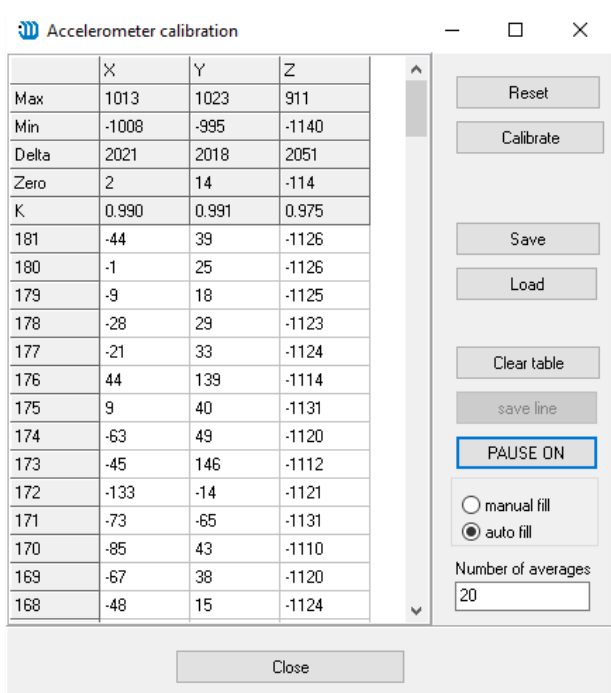 Accelerometer calibration
X Y Z
Max 1013 1023 911
Min -1008 -995 -1140
Delta 2021 2018 2051
Zero 2 14 -114
K 0.990 0.991 0.975
181 -44 39 -1126
180 -1 25 -1126
179 -9 18 -1125
178 -28 29 -1123
177 -21 33 -1124
176 44 139 -1114
175 9 40 -1131
174 -63 49 -1120
173 -45 146 -1112
172 -133 -14 -1121
171 -73 -65 -1131
170 -85 43 -1110
169 -67 38 -1120
168 -48 15 -1124
Reset
Calibrate
Save
Load
Clear table
save line
PAUSE ON
manual fill
auto fill
Number of averages
20
Close